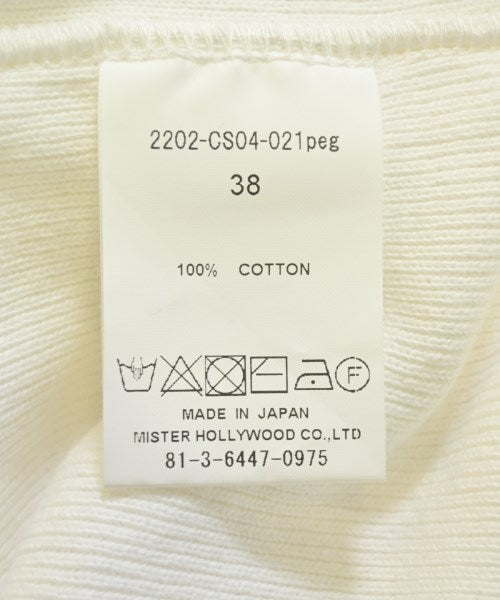 2202-CS04-021peg
38
100% COTTON
F
MADE IN JAPAN
MISTER HOLLYWOOD CO.,LTD
81-3-6447-0975